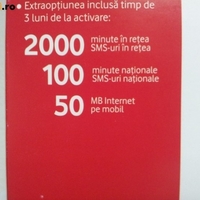 .ro
• Extraopțiunea inclusă timp de
3 luni de la activare:
2000 minute în rețea
SMS-uri în rețea
100 minute naționale
SMS-uri naționale
50 MB Internet
pe mobil